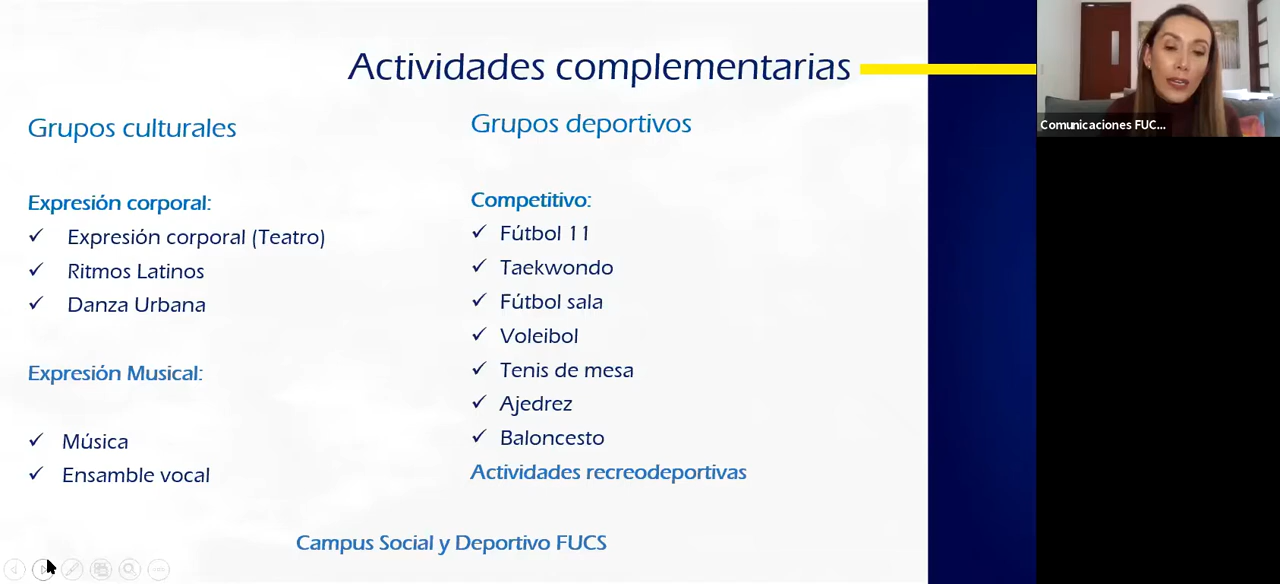 Actividades complementarias
Grupos culturales
Expresión corporal:
✓ Expresión corporal (Teatro)
✓ Ritmos Latinos
✓ Danza Urbana
Expresión Musical:
✓ Música
✓ Ensamble vocal
Grupos deportivos
Competitivo:
✓ Fútbol 11
✓ Taekwondo
✓ Fútbol sala
✓ Voleibol
✓ Tenis de mesa
✓ Ajedrez
✓ Baloncesto
Actividades recreodeportivas
Campus Social y Deportivo FUCS
Comunicaciones FUC...